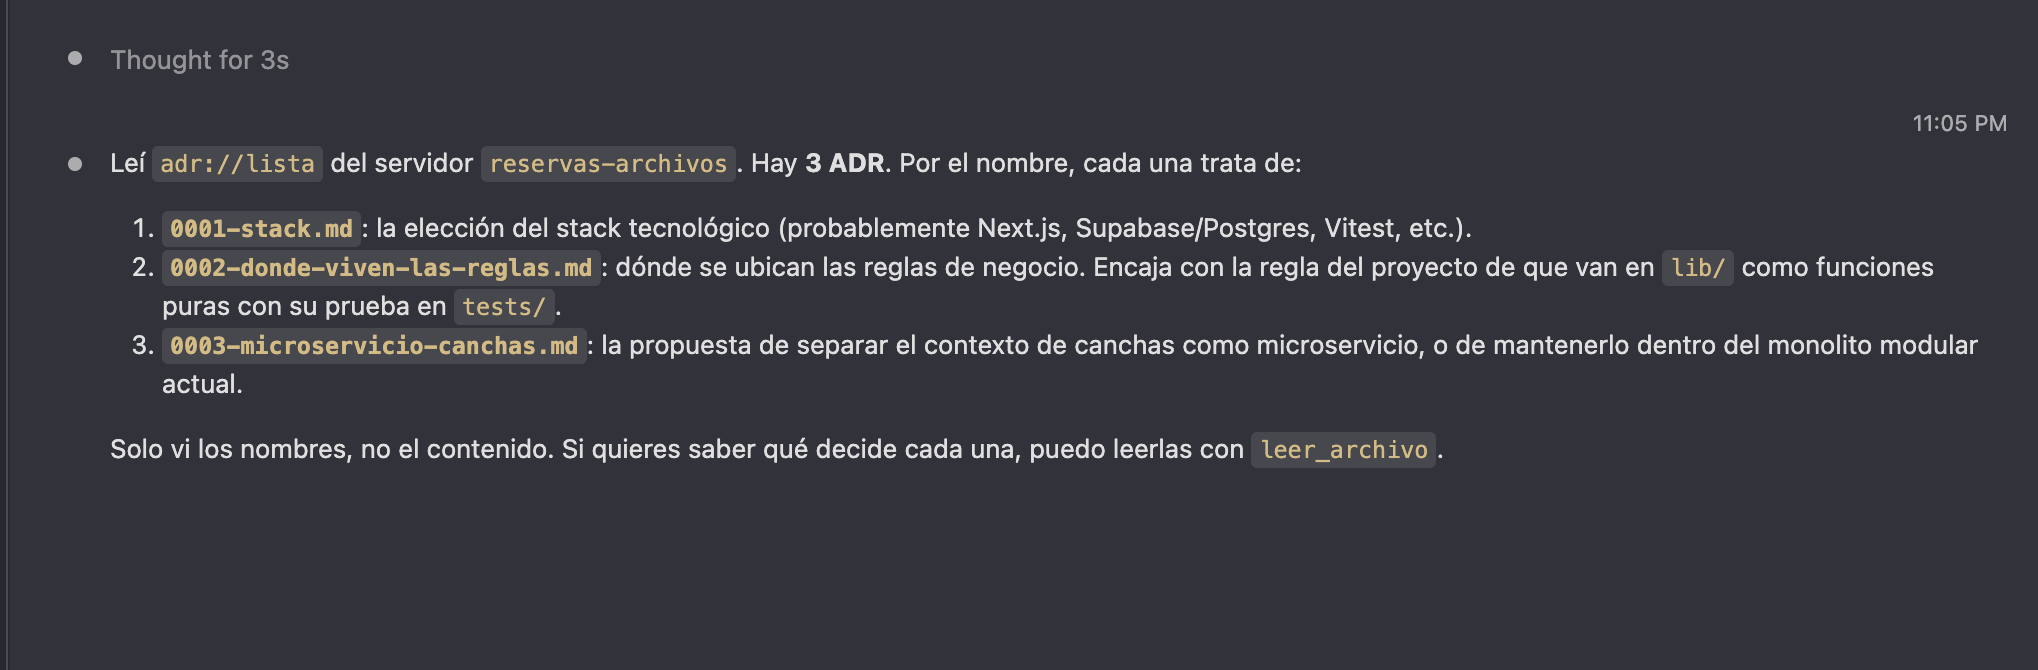 Thought for 3s
11:05 PM
Leí adr://lista del servidor reservas-archivos. Hay 3 ADR. Por el nombre, cada una trata de:
1. 0001-stack.md: la elección del stack tecnológico (probablemente Next.js, Supabase/Postgres, Vitest, etc.).
2. 0002-donde-viven-las-reglas.md: dónde se ubican las reglas de negocio. Encaja con la regla del proyecto de que van en lib/ como funciones
puras con su prueba en tests/.
3. 0003-microservicio-canchas.md: la propuesta de separar el contexto de canchas como microservicio, o de mantenerlo dentro del monolito modular
actual.
Solo vi los nombres, no el contenido. Si quieres saber qué decide cada una, puedo leerlas con leer_archivo.